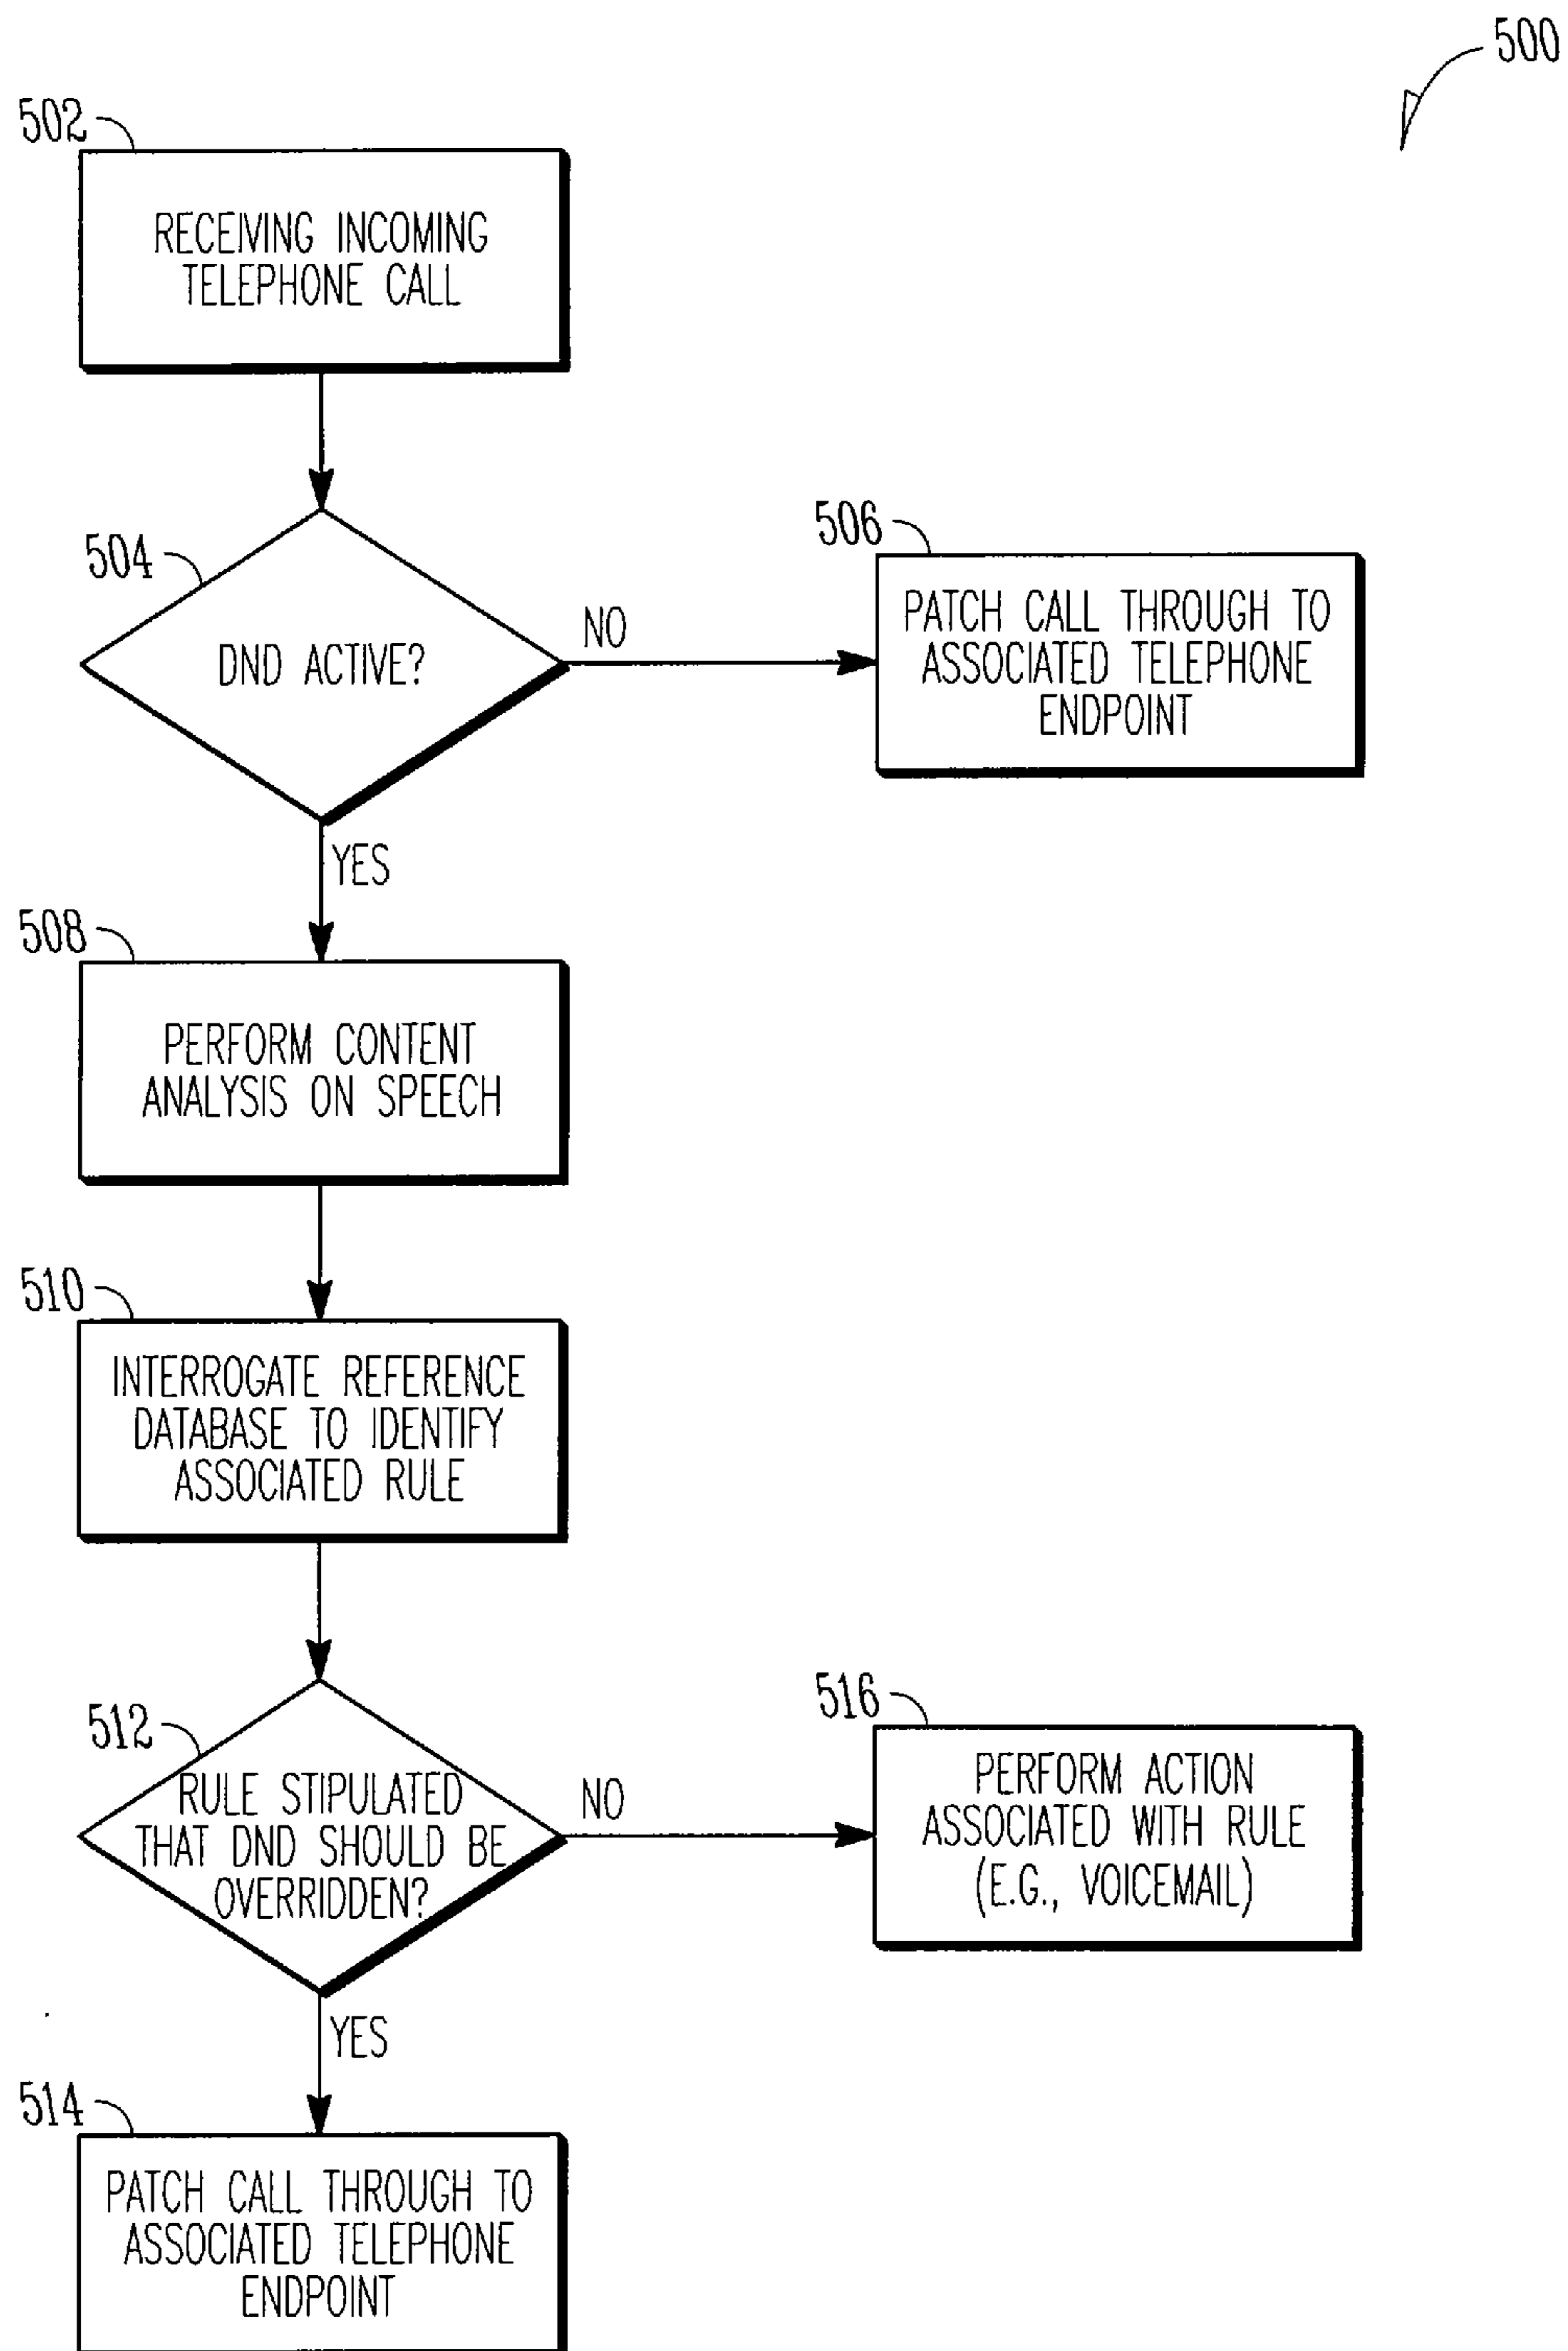 500
502
RECEIVING INCOMING
TELEPHONE CALL
504
DND ACTIVE?
NO
506
PATCH CALL THROUGH TO
ASSOCIATED TELEPHONE
ENDPOINT
YES
508
PERFORM CONTENT
ANALYSIS ON SPEECH
510
INTERROGATE REFERENCE
DATABASE TO IDENTIFY
ASSOCIATED RULE
512
RULE STIPULATED
THAT DND SHOULD BE
OVERRIDDEN?
NO
516
PERFORM ACTION
ASSOCIATED WITH RULE
(E.G., VOICEMAIL)
YES
514
PATCH CALL THROUGH TO
ASSOCIATED TELEPHONE
ENDPOINT